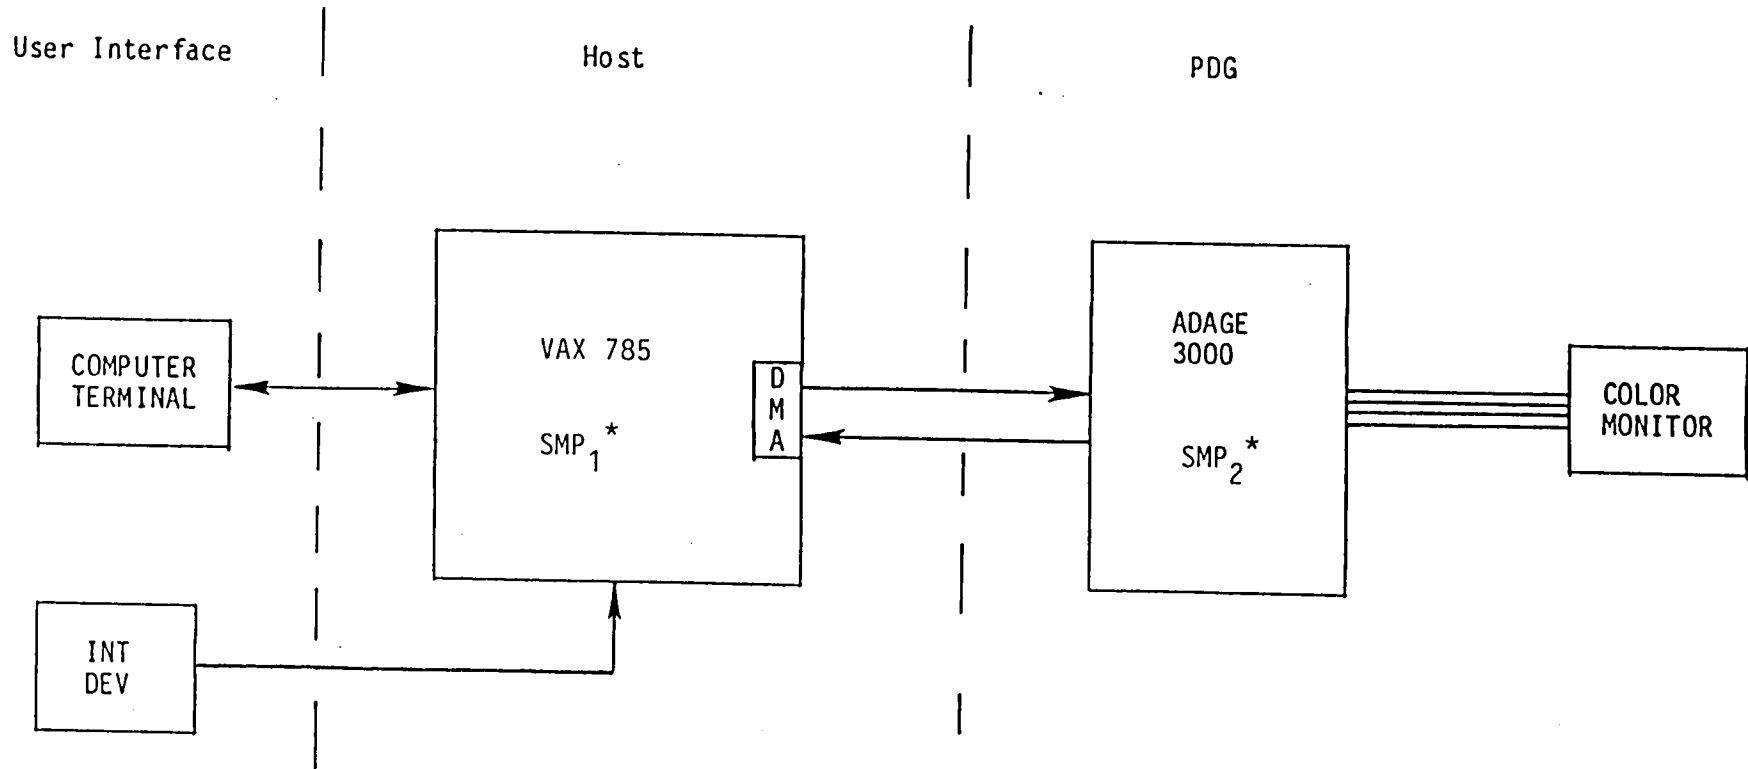 User Interface
Host
PDG
COMPUTER
TERMINAL
INT
DEV
VAX 785
SMP₁*
D
M
A
ADAGE
3000
SMP₂*
COLOR
MONITOR